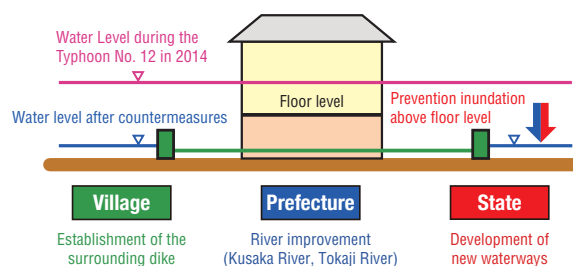 Water Level during the
Typhoon No. 12 in 2014
Floor level
Prevention inundation
above floor level
Water level after countermeasures
Village
Prefecture
State
Establishment of the
surrounding dike
River improvement
(Kusaka River, Tokaji River)
Development of
new waterways